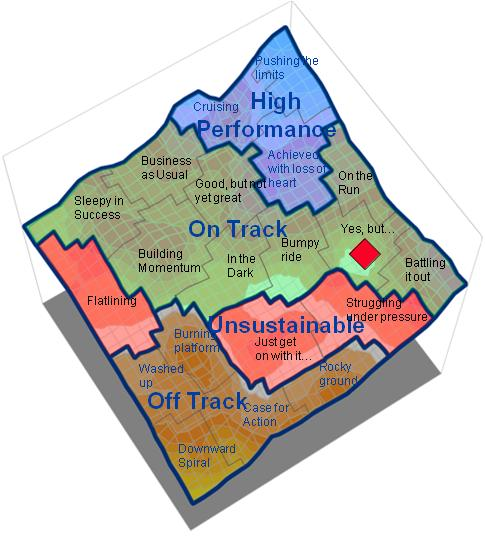 Pushing the
limits
Cruising
High
Performance
Achieved
with loss of
heart
Business
as Usual
Good, but not
yet great
On the
Run
Sleepy in
Success
On Track
Yes, but...
Building
Momentum
In the
Dark
Bumpy
ride
Battling
it out
Flatlining
Struggling
under pressure
Unsustainable
Burning
platform
Just get
on with it...
Washed
up
Rocky
ground
Off Track
Case for
Action
Downward
Spiral